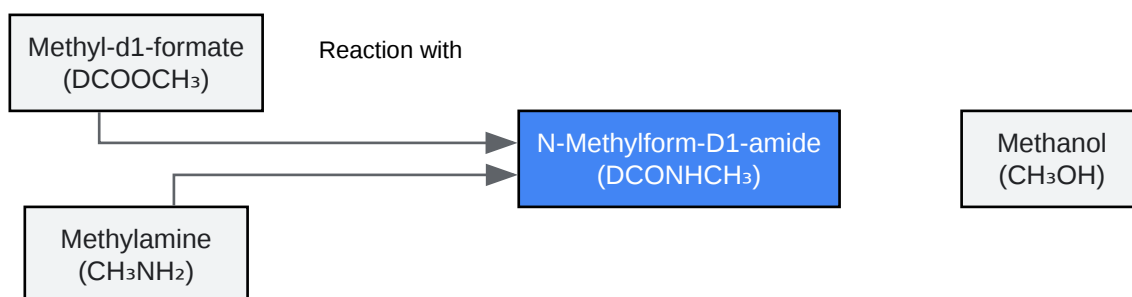 Methyl-d1-formate
(DCOOCH₃)
Reaction with
N-Methylform-D1-amide
(DCONHCH₃)
Methanol
(CH₃OH)
Methylamine
(CH₃NH₂)